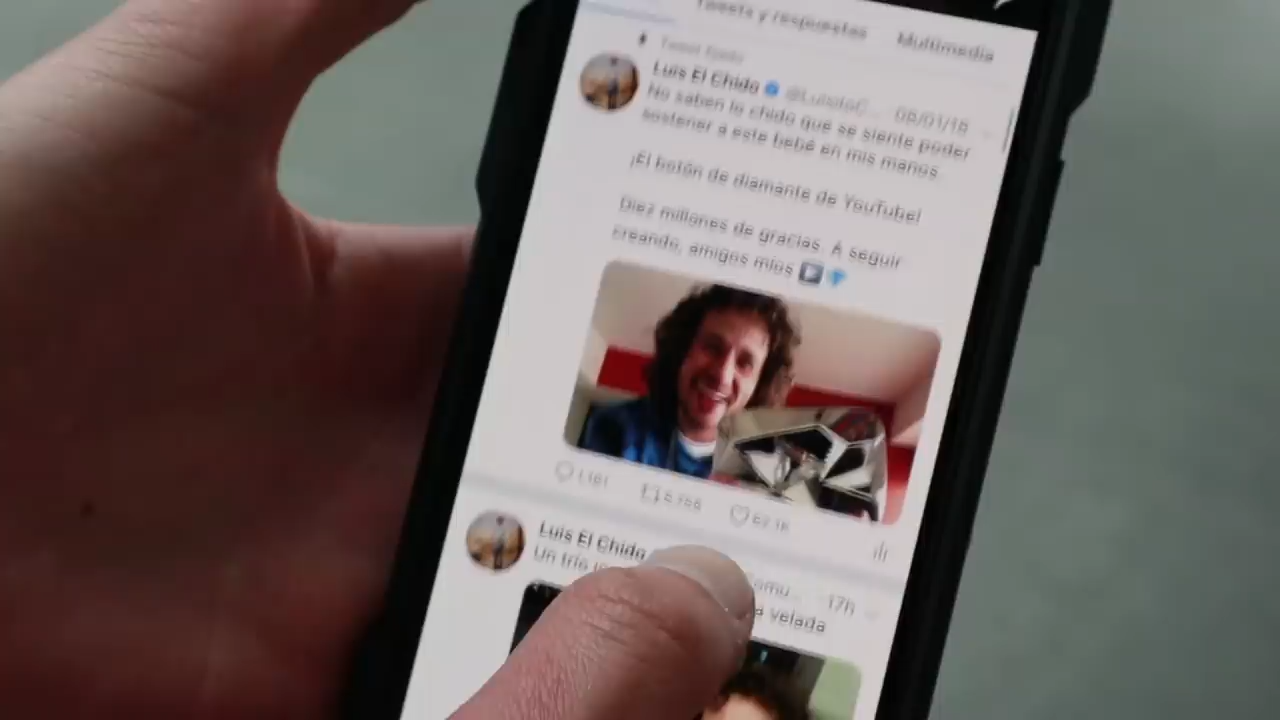 Tweets y respuestas Multimedia
Tweet fijado
Luis El Chido 08/01/18
No saben lo chido que se siente poder
sostener a este bebé en mis manos.
¡El botón de diamante de YouTube!
Diez millones de gracias. A seguir
creando, amigos míos
Luis El Chido 17h
Un trío
velada